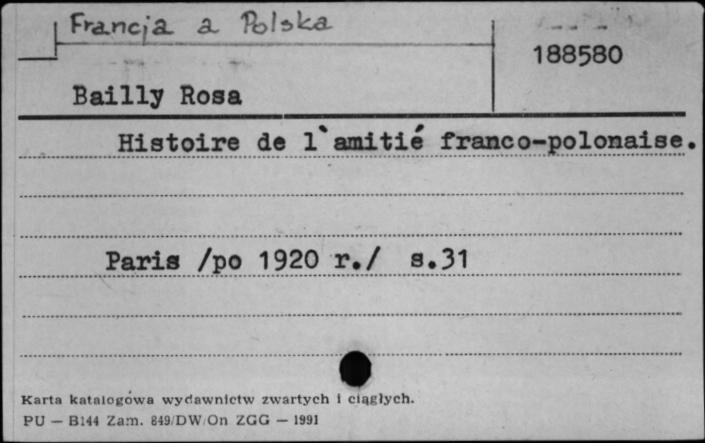 Francja a Polska
188580
Bailly Rosa
Histoire de l`amitié franco-polonaise.
Paris /po 1920 r./ s.31
Karta katalogowa wydawnictw zwartych i ciągłych.
PU — B144 Zam. 849/DW/On ZGG — 1991